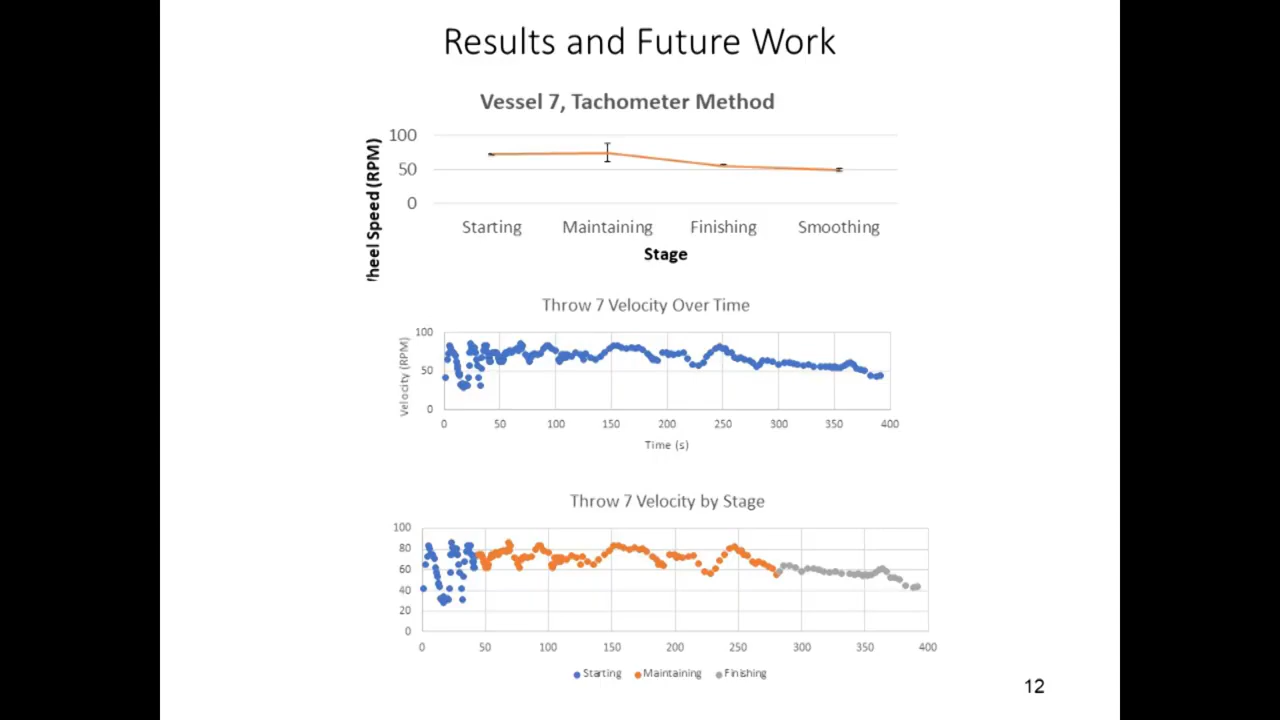 Results and Future Work
Vessel 7, Tachometer Method
heel Speed (RPM)
100
50
0
Starting Maintaining Finishing Smoothing
Stage
Throw 7 Velocity Over Time
Velocity (RPM)
100
50
0
0 50 100 150 200 250 300 350 400
Time (s)
Throw 7 Velocity by Stage
100
80
60
40
20
0
0 50 100 150 200 250 300 350 400
Starting Maintaining Finishing
12